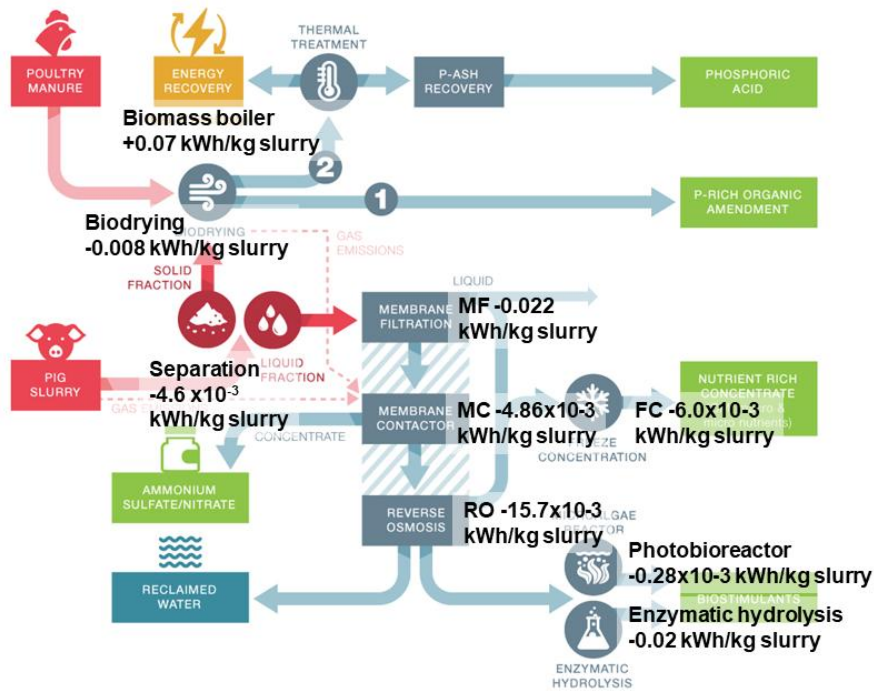 THERMAL
TREATMENT
POULTRY
MANURE
ENERGY
RECOVERY
P-ASH
RECOVERY
PHOSPHORIC
ACID
Biomass boiler
+0.07 kWh/kg slurry
2
1
P-RICH ORGANIC
AMENDMENT
Biodrying
BIODRYING
-0.008 kWh/kg slurry
GAS
EMISSIONS
SOLID
FRACTION
LIQUID
MEMBRANE
FILTRATION
MF -0.022
kWh/kg slurry
PIG
SLURRY
LIQUID
FRACTION
Separation
-4.6 x10-3
kWh/kg slurry
GAS
NUTRIENT RICH
CONCENTRATE
micro nutrients)
MEMBRANE
CONTACTOR
MC -4.86x10-3
kWh/kg slurry
FC -6.0x10-3
kWh/kg slurry
CONCENTRATE
CONCENTRATION
AMMONIUM
SULFATE/NITRATE
REVERSE
OSMOSIS
RO -15.7x10-3
kWh/kg slurry
REACTOR
RECLAIMED
WATER
Photobioreactor
-0.28x10-3 kWh/kg slurry
BIOSTIMULANTS
Enzymatic hydrolysis
-0.02 kWh/kg slurry
ENZYMATIC
HYDROLYSIS